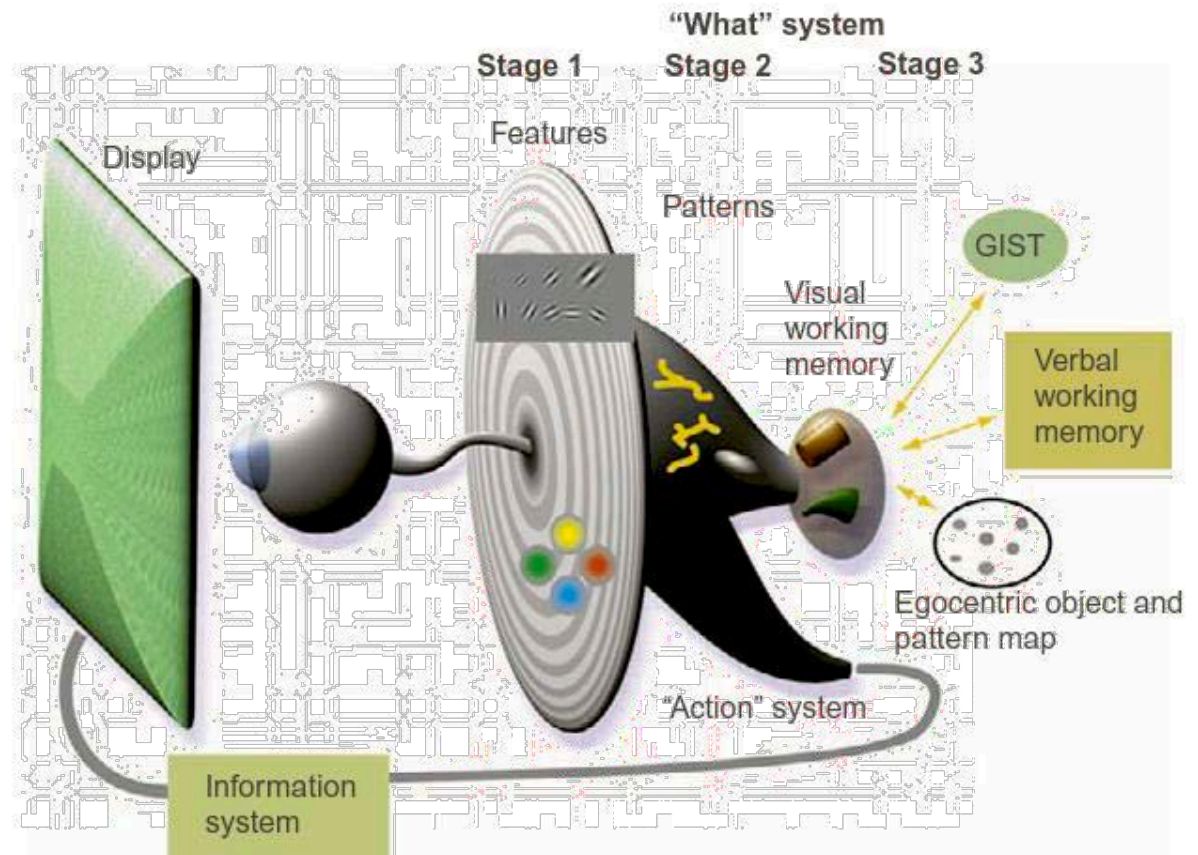 “What” system
Stage 1 Stage 2 Stage 3
Features
Display
Patterns
GIST
Visual
working
memory
Verbal
working
memory
Egocentric object and
pattern map
“Action” system
Information
system